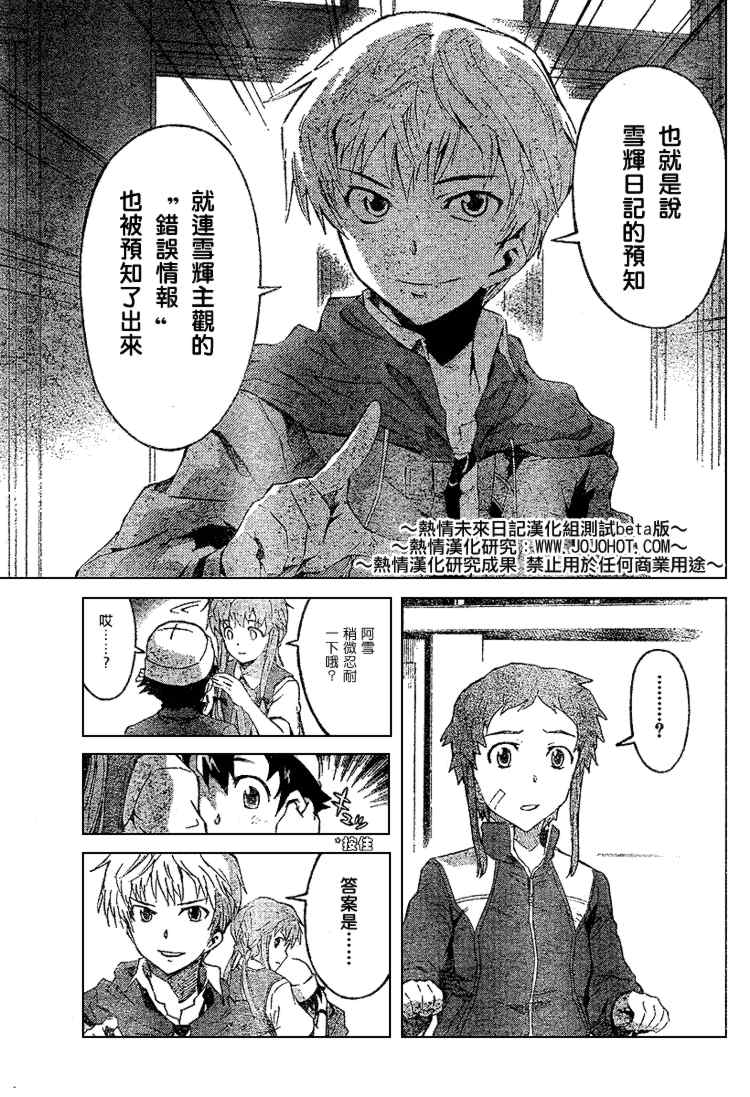 也就是說
雪輝日記的預知
就連雪輝主觀的
”錯誤情報“
也被預知了出來
～熱情未來日記漢化組測試beta版～
～熱情漢化研究：WWW.JOJOHOT.COM～
～熱情漢化研究成果 禁止用於任何商業用途～
………？
阿雪
稍微忍耐
一下哦？
哎……？
キュッ
*按住
答案是……